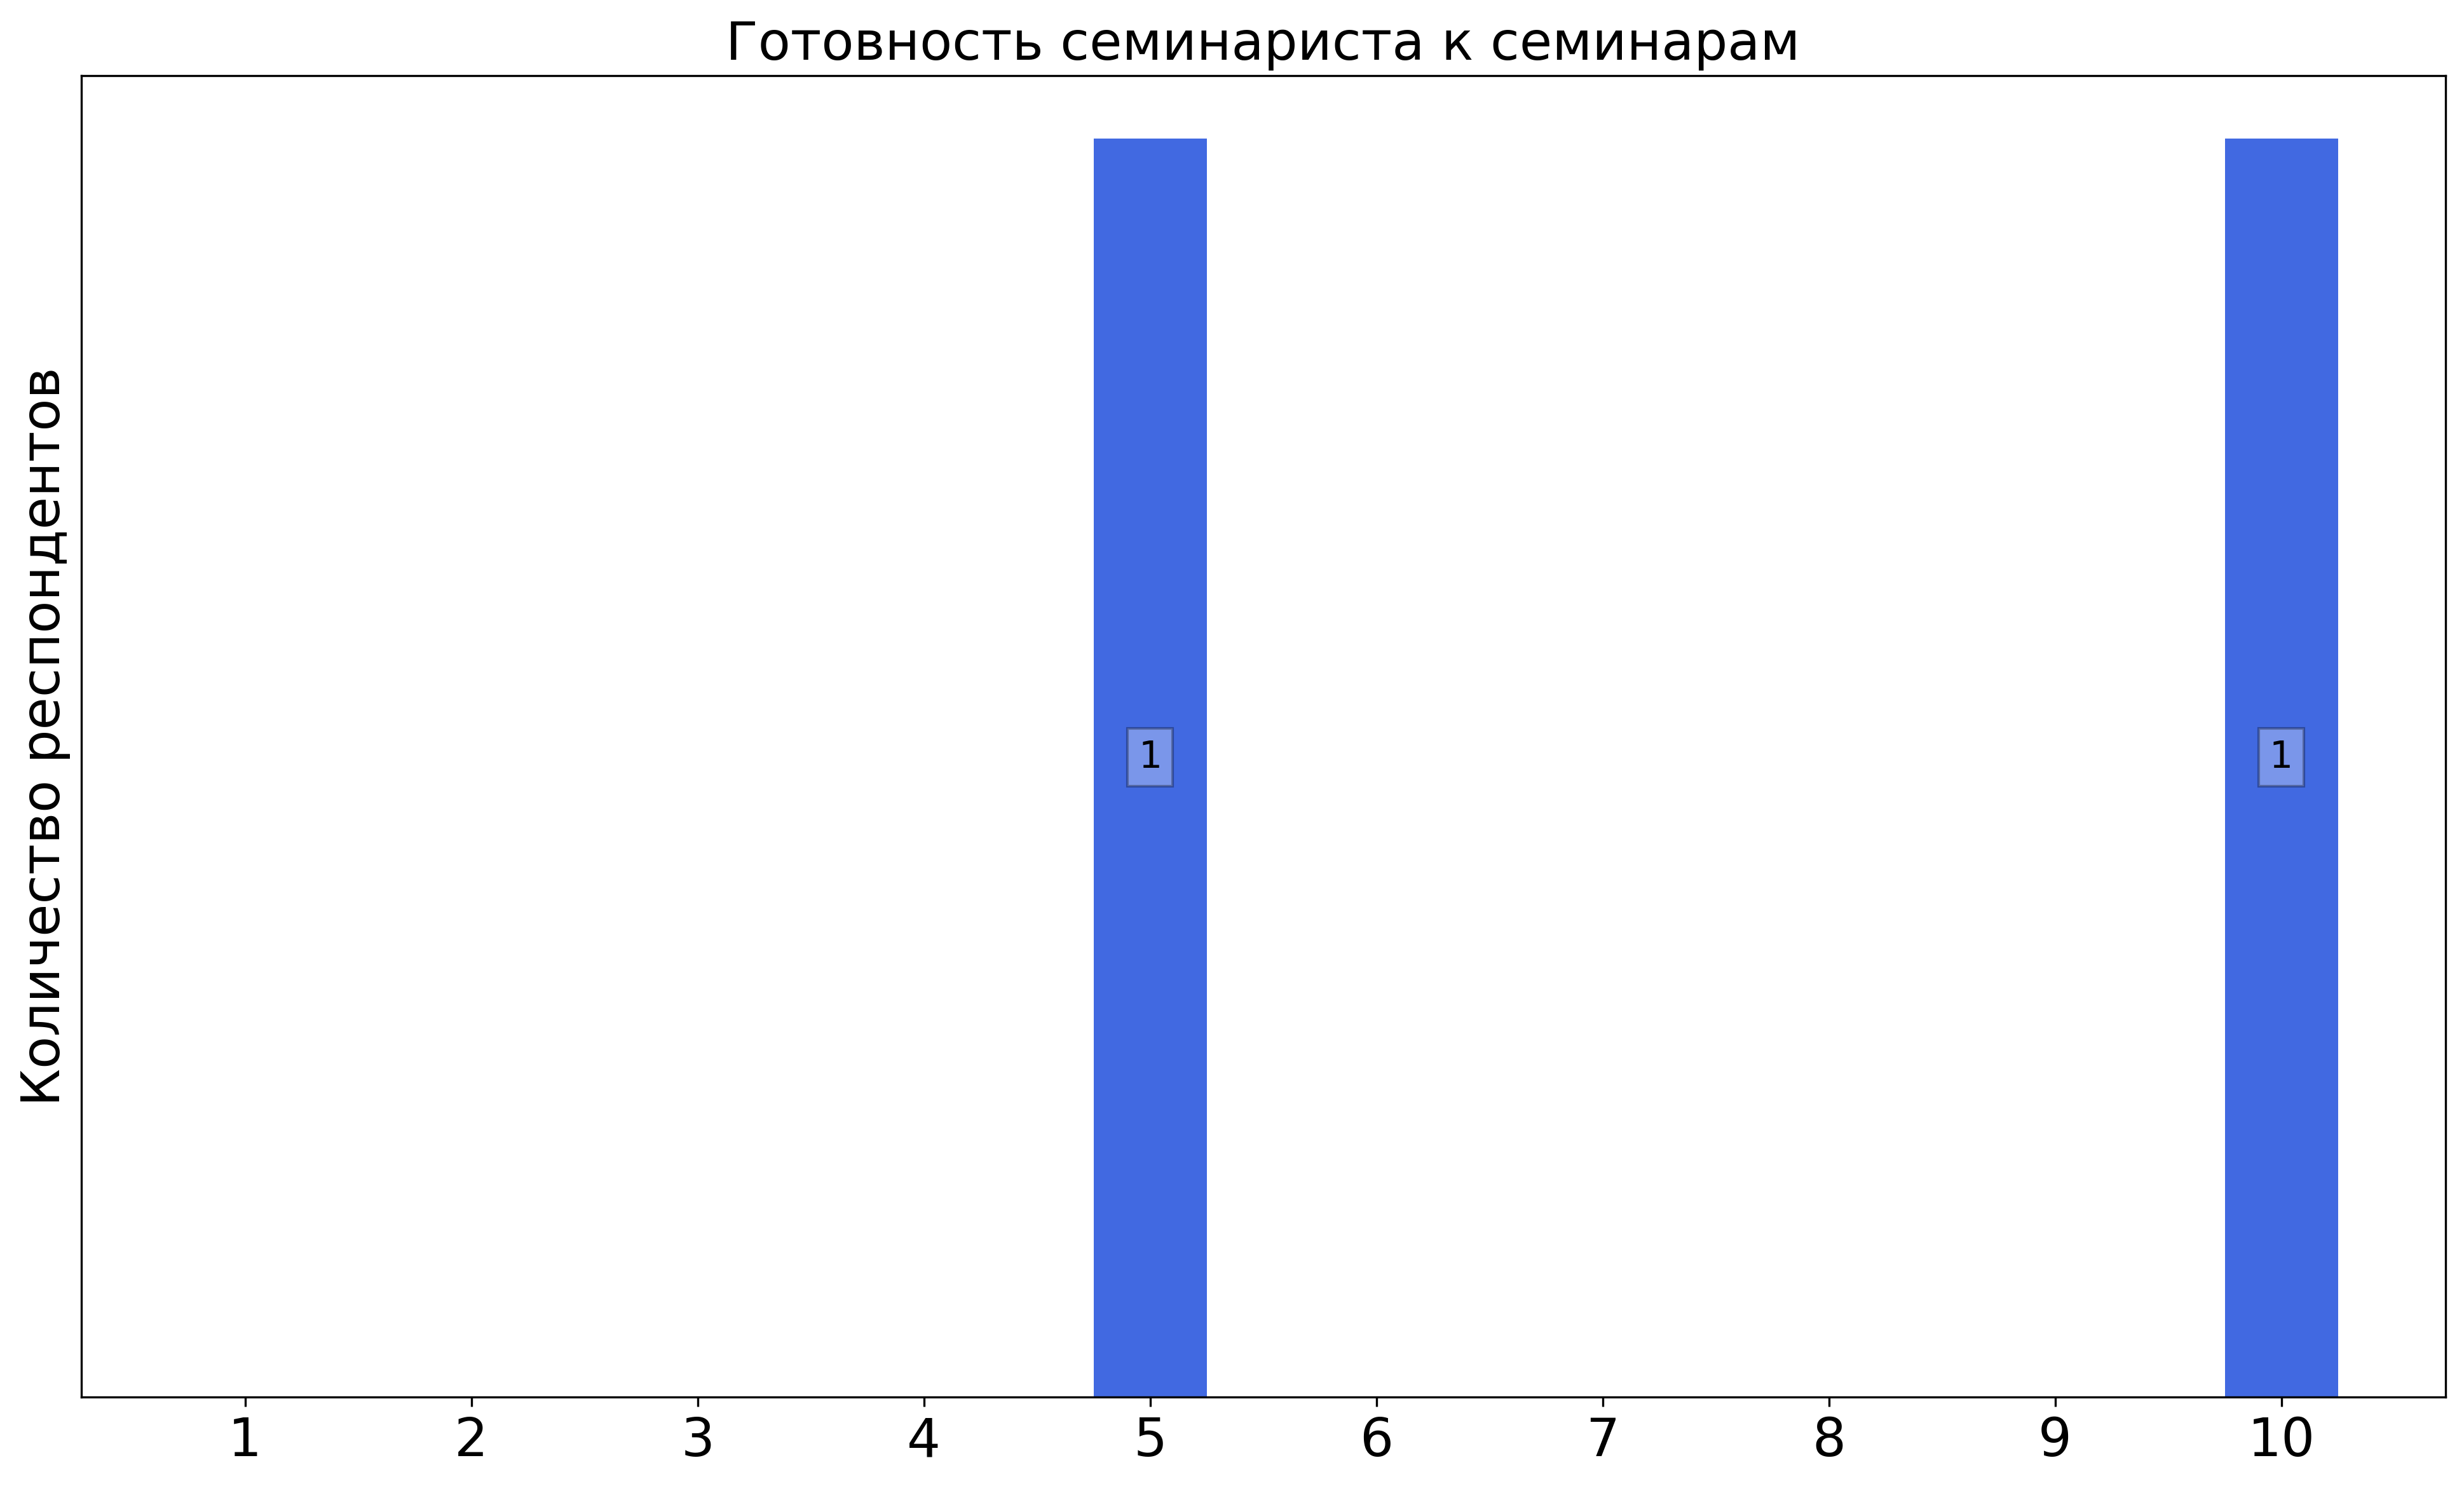 Готовность семинариста к семинарам
Количество респондентов
1
1
1 2 3 4 5 6 7 8 9 10